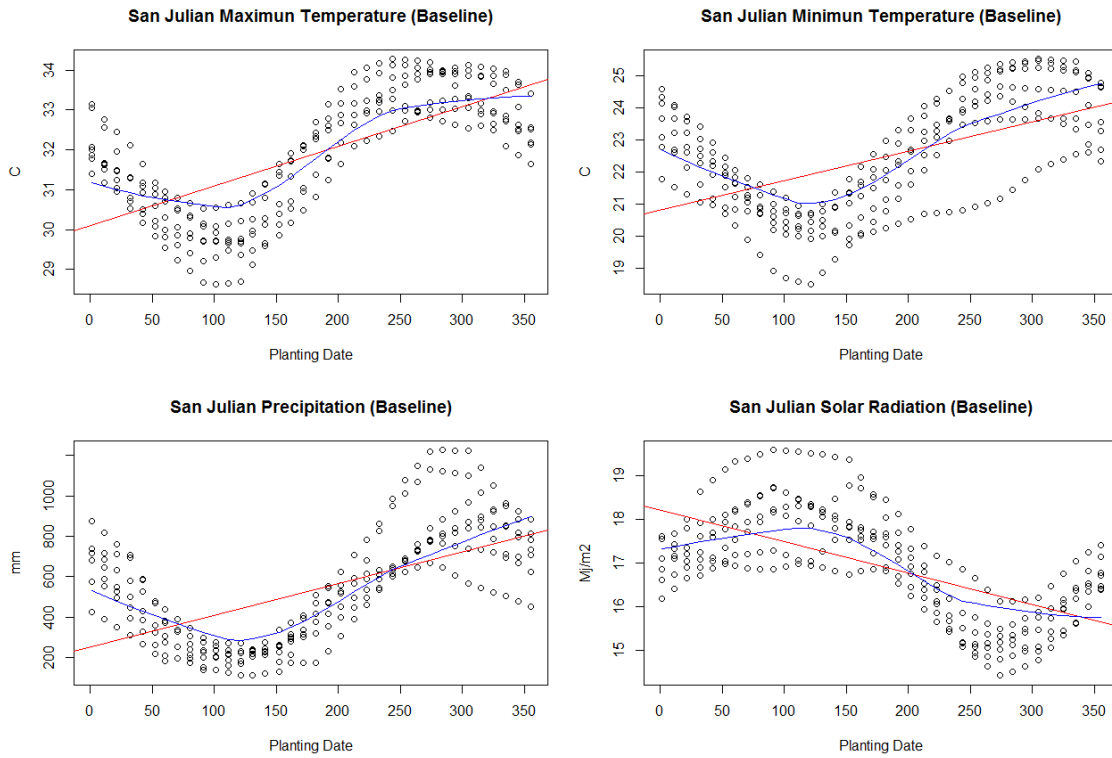 San Julian Maximun Temperature (Baseline)
C
34
33
32
31
30
29
0 50 100 150 200 250 300 350
Planting Date
San Julian Minimun Temperature (Baseline)
C
25
24
23
22
21
20
19
0 50 100 150 200 250 300 350
Planting Date
San Julian Precipitation (Baseline)
mm
1000
800
600
400
200
0 50 100 150 200 250 300 350
Planting Date
San Julian Solar Radiation (Baseline)
Mj/m2
19
18
17
16
15
0 50 100 150 200 250 300 350
Planting Date